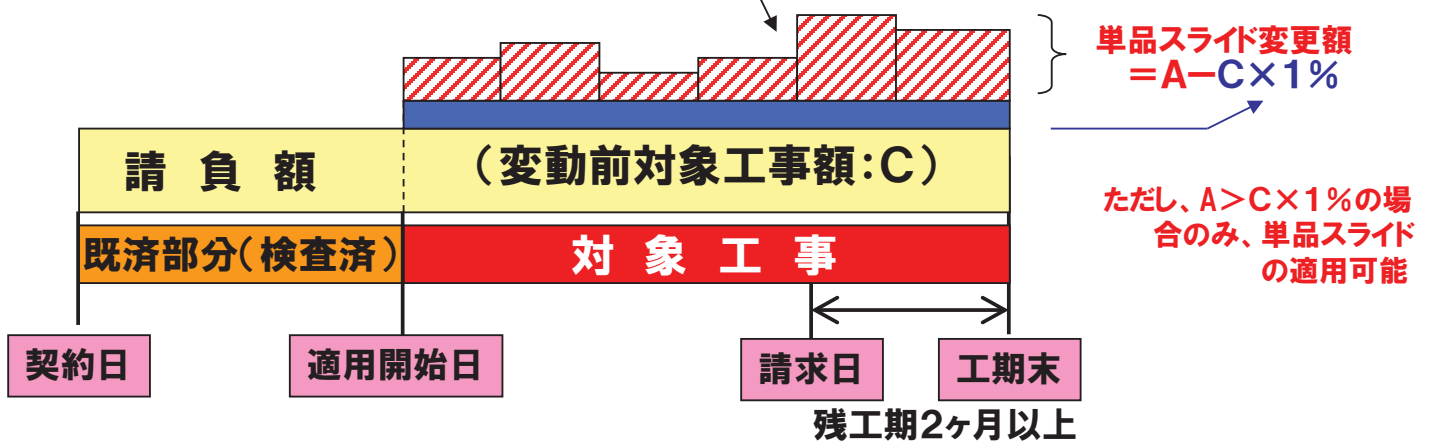 単品スライド変更額
=A-C×1%
請 負 額
(変動前対象工事額:C)
ただし、A>C×1%の場
合のみ、単品スライド
の適用可能
既済部分(検査済)
対 象 工 事
契約日
適用開始日
請求日
工期末
残工期2ヶ月以上